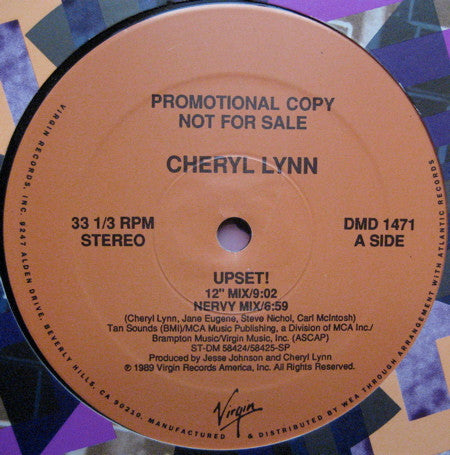 PROMOTIONAL COPY
NOT FOR SALE
CHERYL LYNN
33 1/3 RPM
STEREO
DMD 1471
A SIDE
UPSET!
12" MIX/9:02
NERVY MIX/6:59
(Cheryl Lynn, Jane Eugene, Steve Nichol, Carl McIntosh)
Tan Sounds (BMI)/MCA Music Publishing, a Division of MCA Inc./
Brampton Music/Virgin Music, Inc. (ASCAP)
ST-DM 58424/58425-SP
Produced by Jesse Johnson and Cheryl Lynn
℗ 1989 Virgin Records America, Inc. All Rights Reserved.
Virgin
VIRGIN RECORDS, INC. 9247 ALDEN DRIVE, BEVERLY HILLS, CA 90210. MANUFACTURED & DISTRIBUTED BY WEA THROUGH ARRANGEMENT WITH ATLANTIC RECORDS